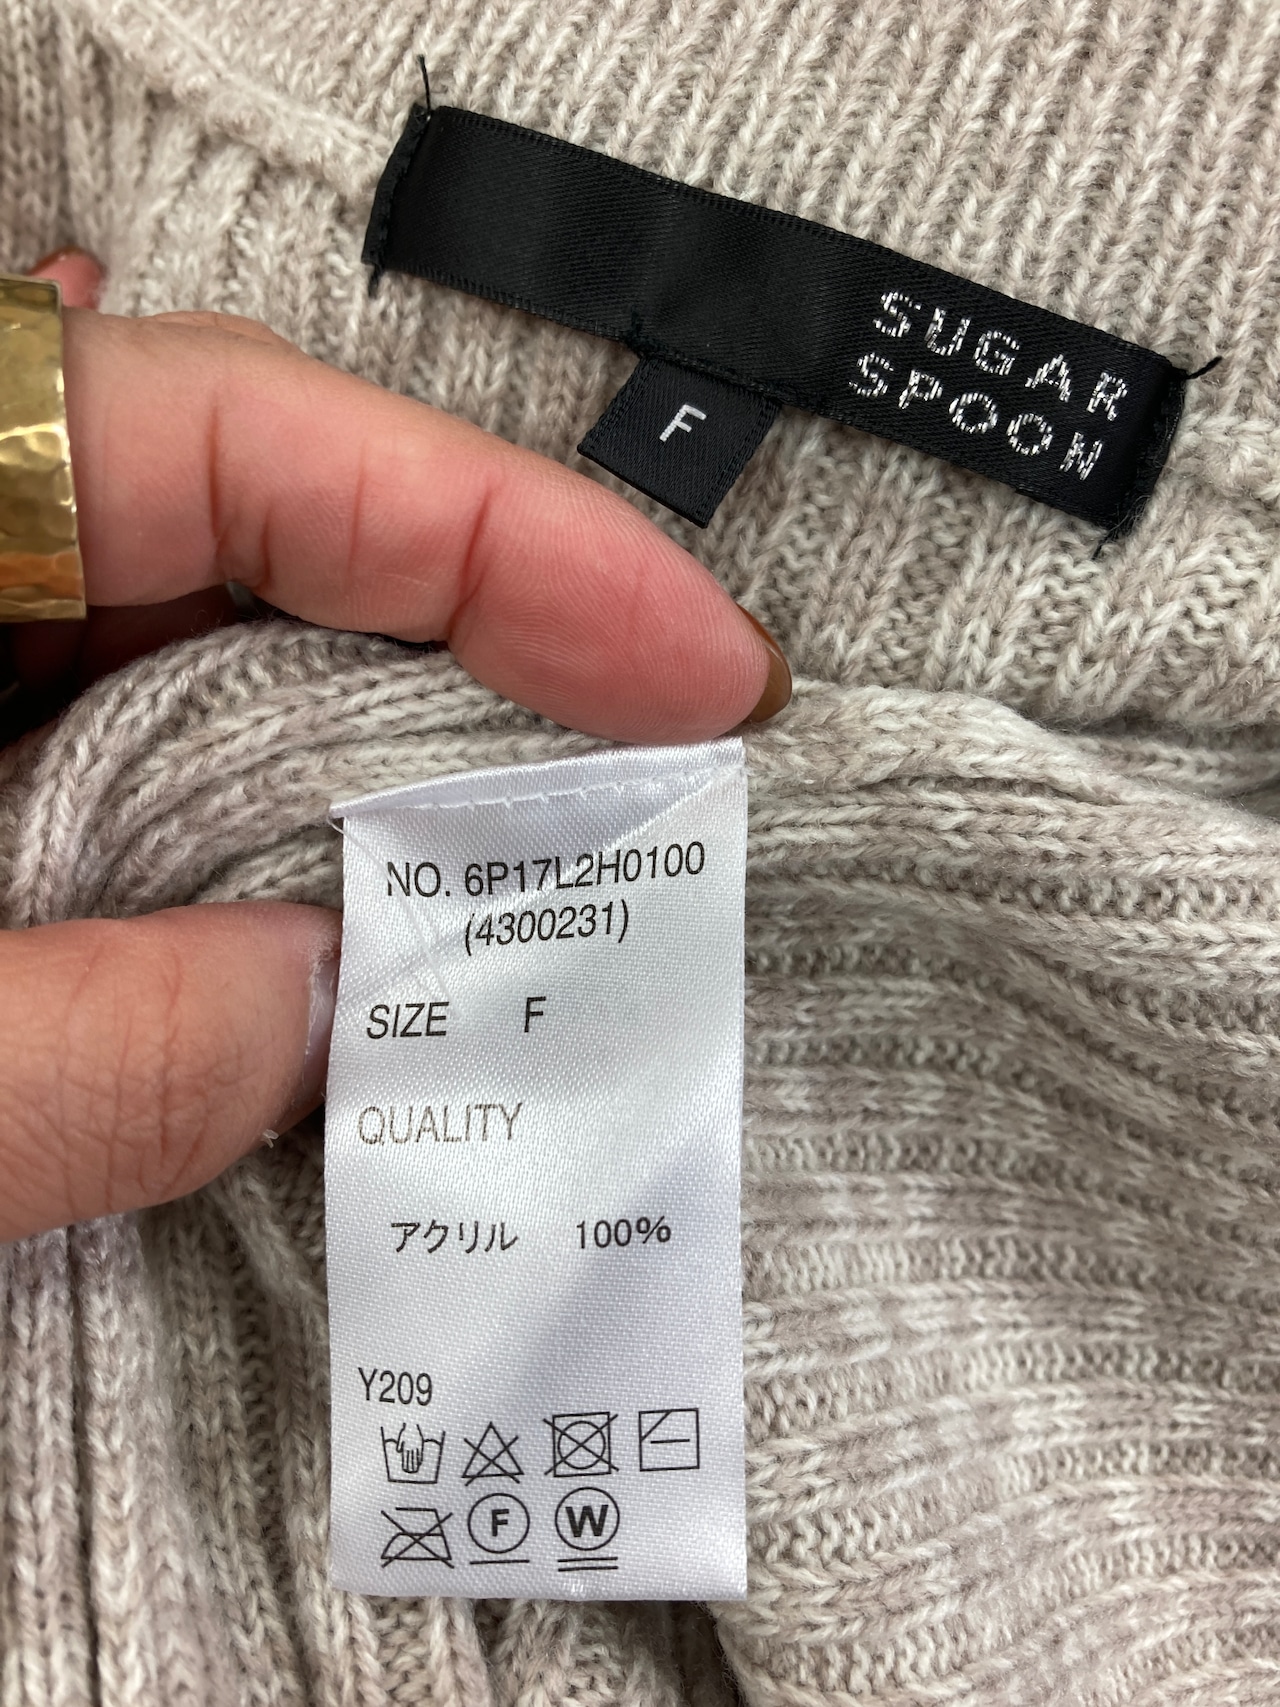 SUGAR
SPOON
F
NO. 6P17L2H0100
(4300231)
SIZE F
QUALITY
アクリル 100%
Y209
F W